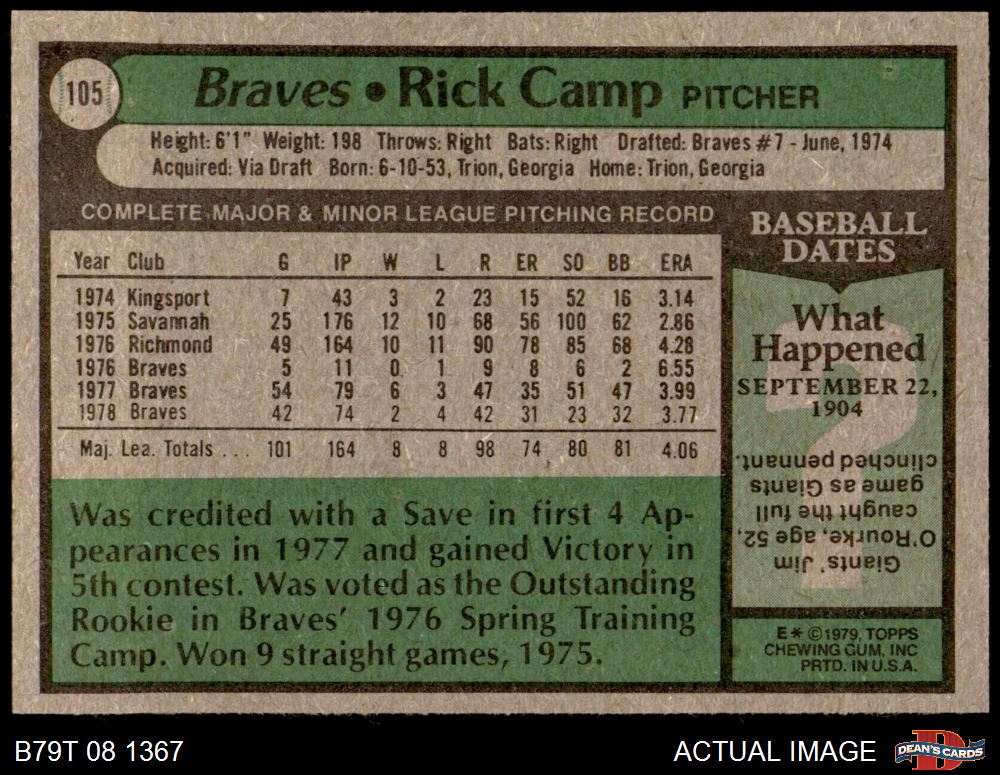 105
Braves • Rick Camp PITCHER
Height: 6'1" Weight: 198 Throws: Right Bats: Right Drafted: Braves #7 - June, 1974
Acquired: Via Draft Born: 6-10-53, Trion, Georgia Home: Trion, Georgia
COMPLETE MAJOR & MINOR LEAGUE PITCHING RECORD
Year Club G IP W L R ER SO BB ERA
1974 Kingsport 7 43 3 2 23 15 52 16 3.14
1975 Savannah 25 176 12 10 68 56 100 62 2.86
1976 Richmond 49 164 10 11 90 78 85 68 4.28
1976 Braves 5 11 0 1 9 8 6 2 6.55
1977 Braves 54 79 6 3 47 35 51 47 3.99
1978 Braves 42 74 2 4 42 31 23 32 3.77
Maj. Lea. Totals ... 101 164 8 8 98 74 80 81 4.06
Was credited with a Save in first 4 Ap-
pearances in 1977 and gained Victory in
5th contest. Was voted as the Outstanding
Rookie in Braves' 1976 Spring Training
Camp. Won 9 straight games, 1975.
BASEBALL
DATES
What
Happened
SEPTEMBER 22,
1904
?
Giants' Jim
O'Rourke, age 52,
caught the full
game as Giants
clinched pennant.
E * © 1979, TOPPS
CHEWING GUM, INC
PRTD. IN U.S.A.
B79T 08 1367
ACTUAL IMAGE
B
DEAN'S CARDS